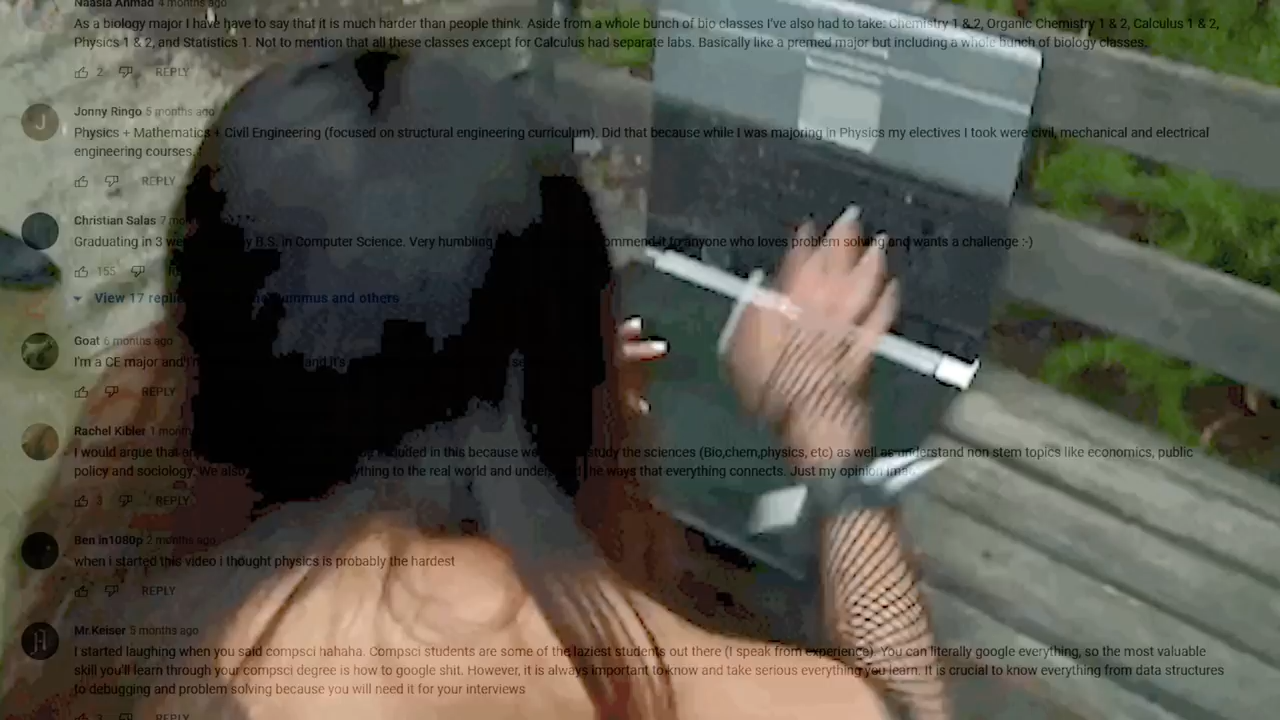 Naasia Ahmad 4 months ago
As a biology major I have have to say that it is much harder than people think. Aside from a whole bunch of bio classes I've also had to take: Chemistry 1 & 2, Organic Chemistry 1 & 2, Calculus 1 & 2,
Physics 1 & 2, and Statistics 1. Not to mention that all these classes except for Calculus had separate labs. Basically like a premed major but including a whole bunch of biology classes.
2 REPLY
J
Jonny Ringo 5 months ago
Physics + Mathematics + Civil Engineering (focused on structural engineering curriculum). Did that because while I was majoring in Physics my electives I took were civil, mechanical and electrical
engineering courses.
REPLY
Christian Salas 7
Graduating in 3 B.S. in Computer Science. Very humbling to anyone who loves problem solving and wants a challenge :-)
155
View 17 and others
Goat 6 months ago
I'm a CE major and and it's
REPLY
Rachel Kibler 1
I would argue that included in this because study the sciences (Bio,chem,physics, etc) as well as understand non stem topics like economics, public
policy and sociology. We also to the real world and the ways that everything connects. Just my opinion
3 REPLY
Ben in1080p 2 months ago
when i started this video i thought physics is probably the hardest
REPLY
Mr.Keiser 5 months ago
I started laughing when you said compsci hahaha. Compsci students are some of the laziest students out there (I speak from experience). You can literally google everything, so the most valuable
skill you'll learn through your compsci degree is how to google shit. However, it is always important to know and take serious everything you learn. It is crucial to know everything from data structures
to debugging and problem solving because you will need it for your interviews
REPLY